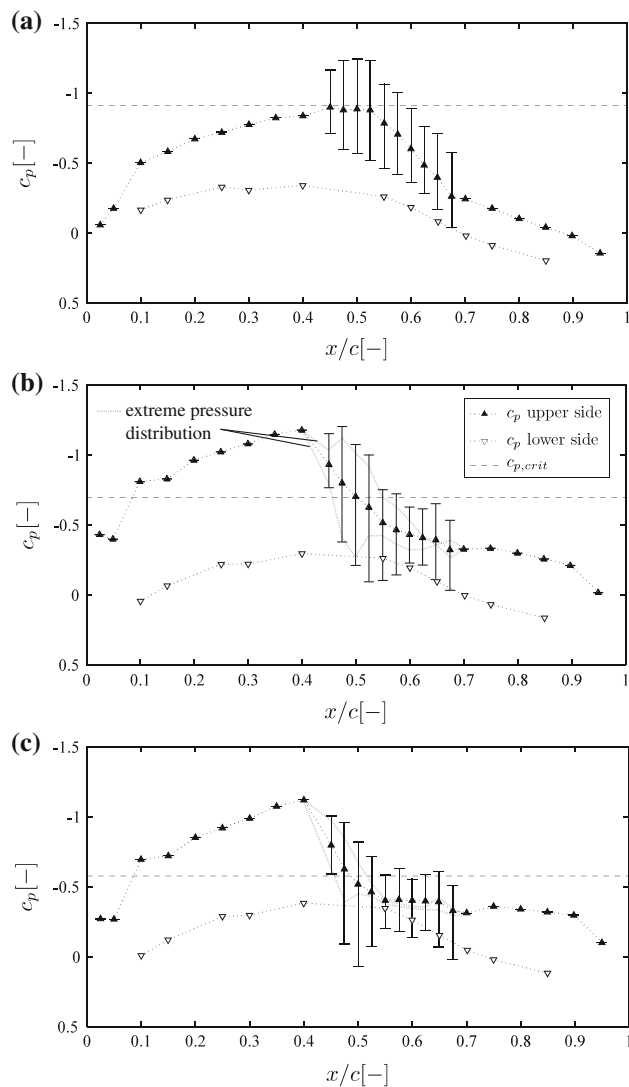 (a)
-1.5
-1
-0.5
0
0.5
c_p[−]
0 0.1 0.2 0.3 0.4 0.5 0.6 0.7 0.8 0.9 1
x/c[−]
(b)
-1.5
-1
-0.5
0
0.5
c_p[−]
extreme pressure
distribution
c_p upper side
c_p lower side
c_{p,crit}
0 0.1 0.2 0.3 0.4 0.5 0.6 0.7 0.8 0.9 1
x/c[−]
(c)
-1.5
-1
-0.5
0
0.5
c_p[−]
0 0.1 0.2 0.3 0.4 0.5 0.6 0.7 0.8 0.9 1
x/c[−]